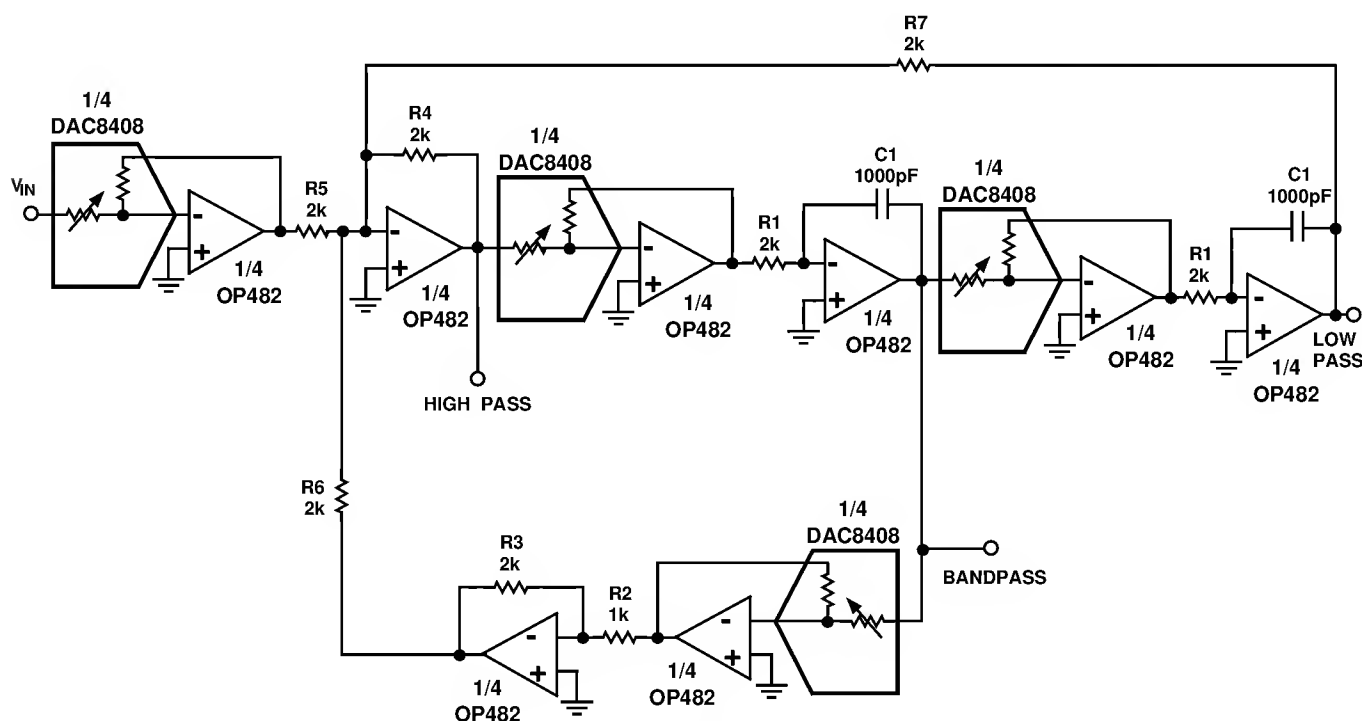 R7
2k
1/4
DAC8408
R4
2k
1/4
DAC8408
C1
1000pF
1/4
DAC8408
C1
1000pF
VIN
R5
2k
-
+
1/4
OP482
-
+
1/4
OP482
-
+
1/4
OP482
R1
2k
-
+
1/4
OP482
-
+
1/4
OP482
R1
2k
-
+
1/4
OP482
LOW
PASS
HIGH PASS
R6
2k
R3
2k
R2
1k
1/4
DAC8408
BANDPASS
-
+
1/4
OP482
-
+
1/4
OP482